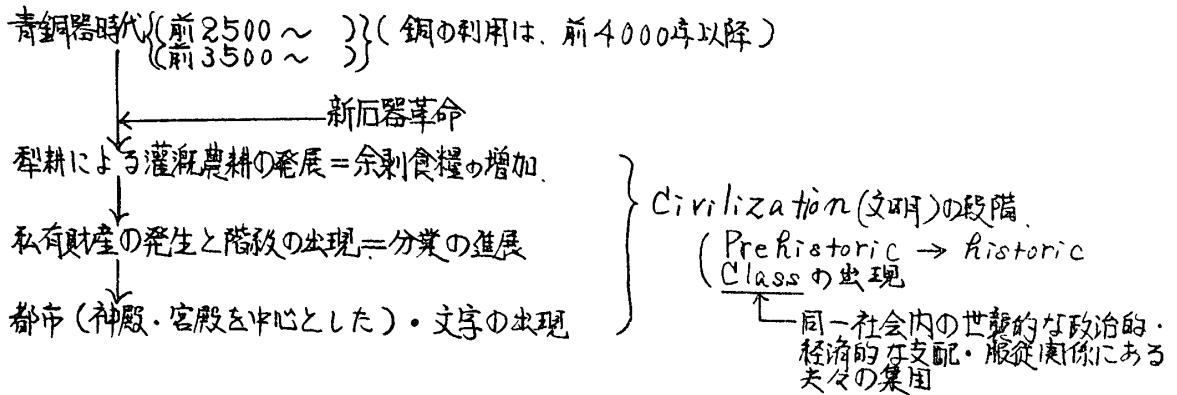 青銅器時代{(前2500～　)}(銅の利用は、前4000年以降)
{(前3500～　)}
新石器革命
犁耕による灌漑農耕の発展＝余剰食糧の増加.
私有財産の発生と階級の出現＝分業の進展
都市(神殿・宮殿を中心とした)・文字の出現
Civilization(文明)の段階.
(Prehistoric → historic
Classの出現
同一社会内の世襲的な政治的・
経済的な支配・服従関係にある
夫々の集団